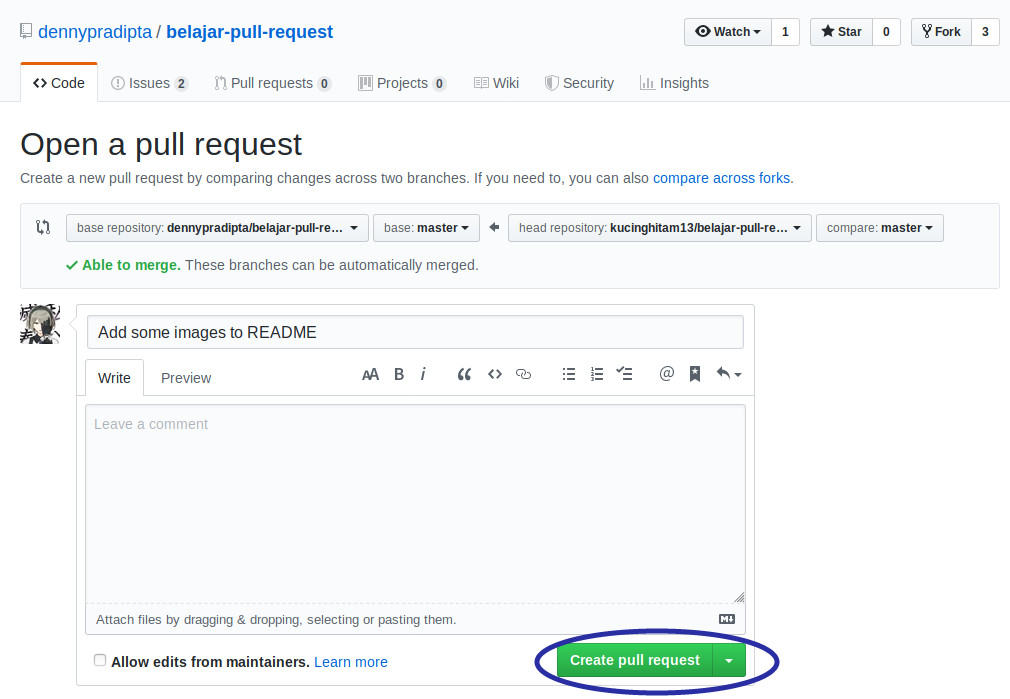 dennypradipta / belajar-pull-request
Watch 1 Star 0 Fork 3
Code Issues 2 Pull requests 0 Projects 0 Wiki Security Insights
Open a pull request
Create a new pull request by comparing changes across two branches. If you need to, you can also compare across forks.
base repository: dennypradipta/belajar-pull-re... base: master head repository: kucinghitam13/belajar-pull-re... compare: master
Able to merge. These branches can be automatically merged.
Add some images to README
Write Preview AA B i “ <> @
Leave a comment
Attach files by dragging & dropping, selecting or pasting them.
Allow edits from maintainers. Learn more Create pull request